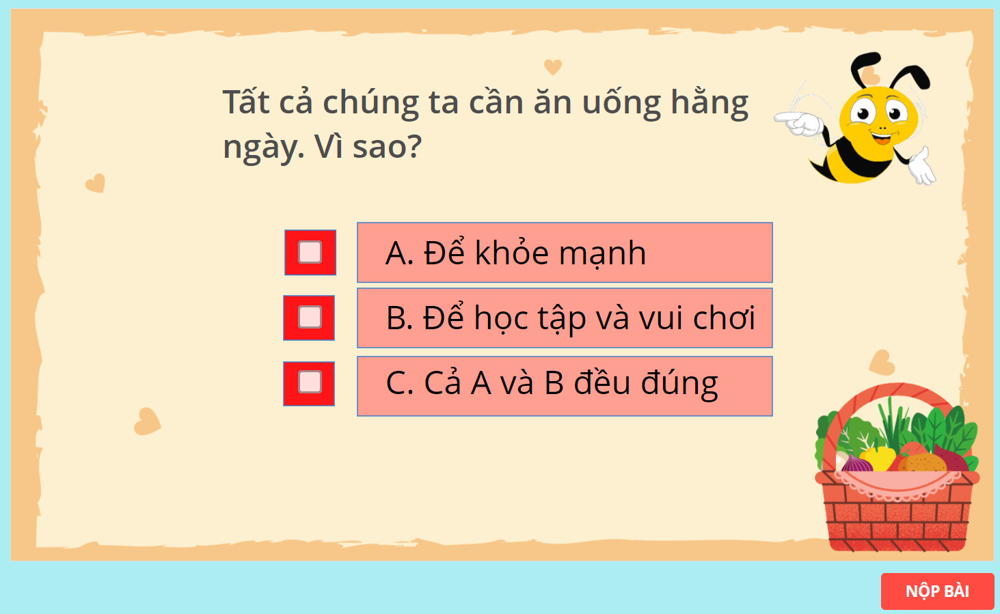 Tất cả chúng ta cần ăn uống hằng
ngày. Vì sao?
A. Để khỏe mạnh
B. Để học tập và vui chơi
C. Cả A và B đều đúng
NỘP BÀI